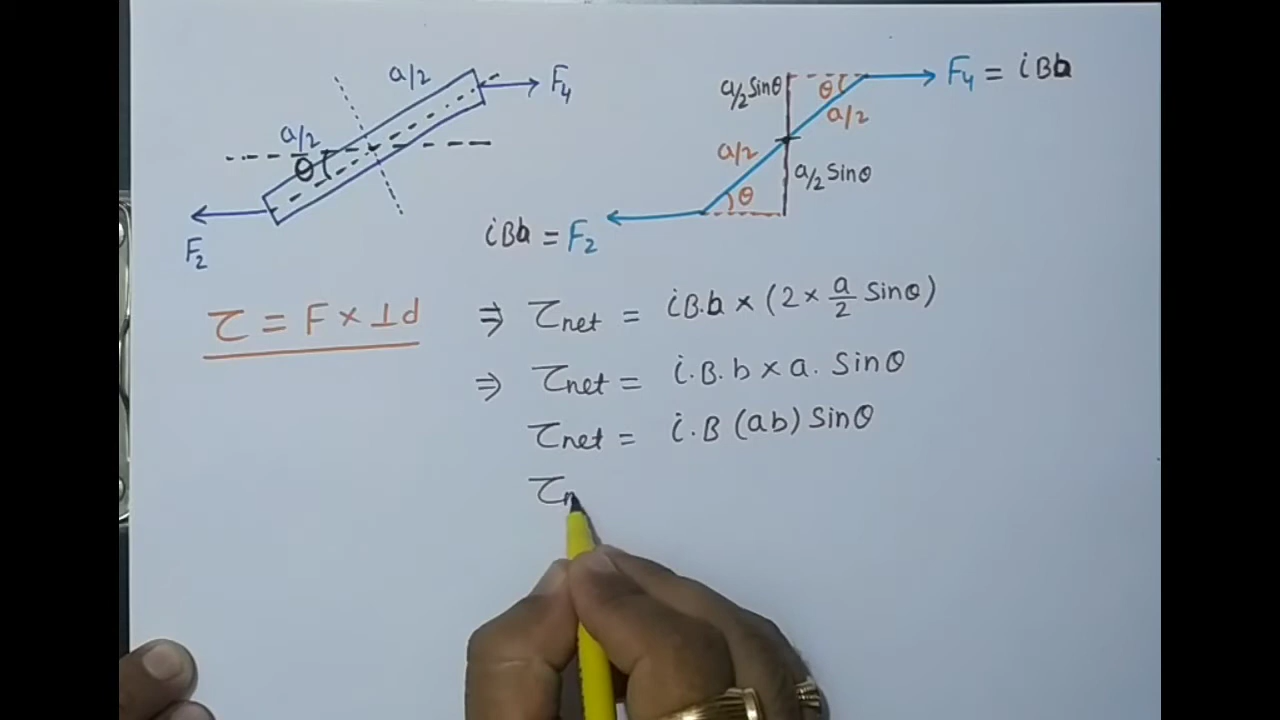 a/2
F₄
a/2
θ
F₂
a/2 Sinθ
θ
F₄ = iBb
a/2
a/2
a/2 Sinθ
θ
iBb = F₂
τ = F × ⊥d
⇒ τnet = iB.b × (2 × a/2 Sinθ)
⇒ τnet = i.B.b × a. Sinθ
τnet = i.B (ab) Sinθ
τn